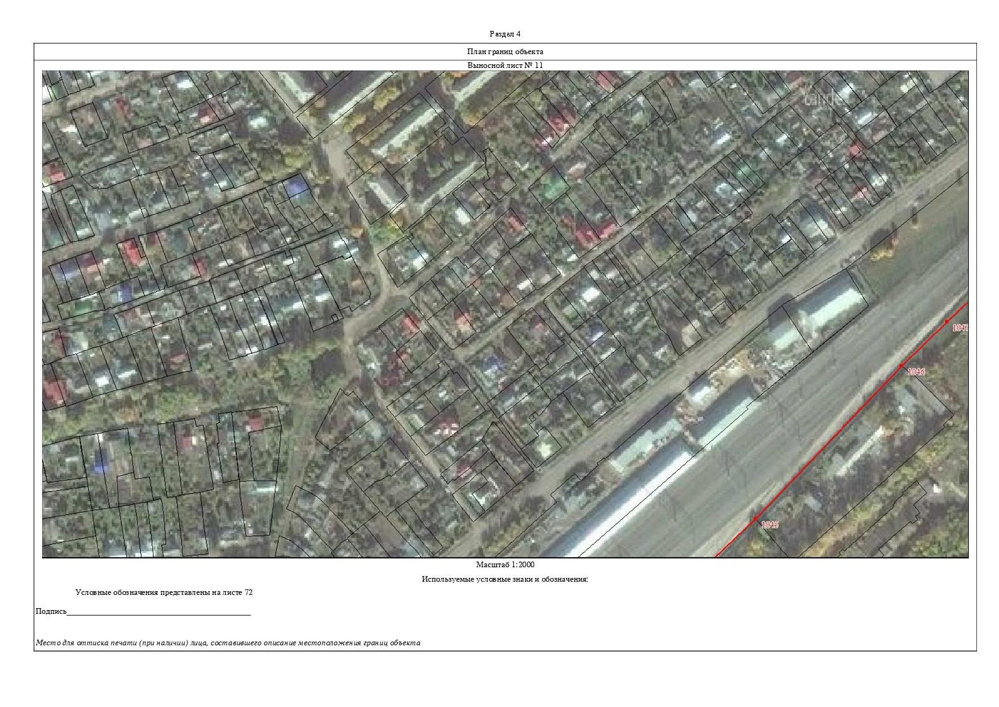 Раздел 4
План границ объекта
Выносной лист № 11
Yande
1047
1046
1045
Масштаб 1:2000
Используемые условные знаки и обозначения:
Условные обозначения представлены на листе 72
Подпись
Место для оттиска печати (при наличии) лица, составившего описание местоположения границ объекта